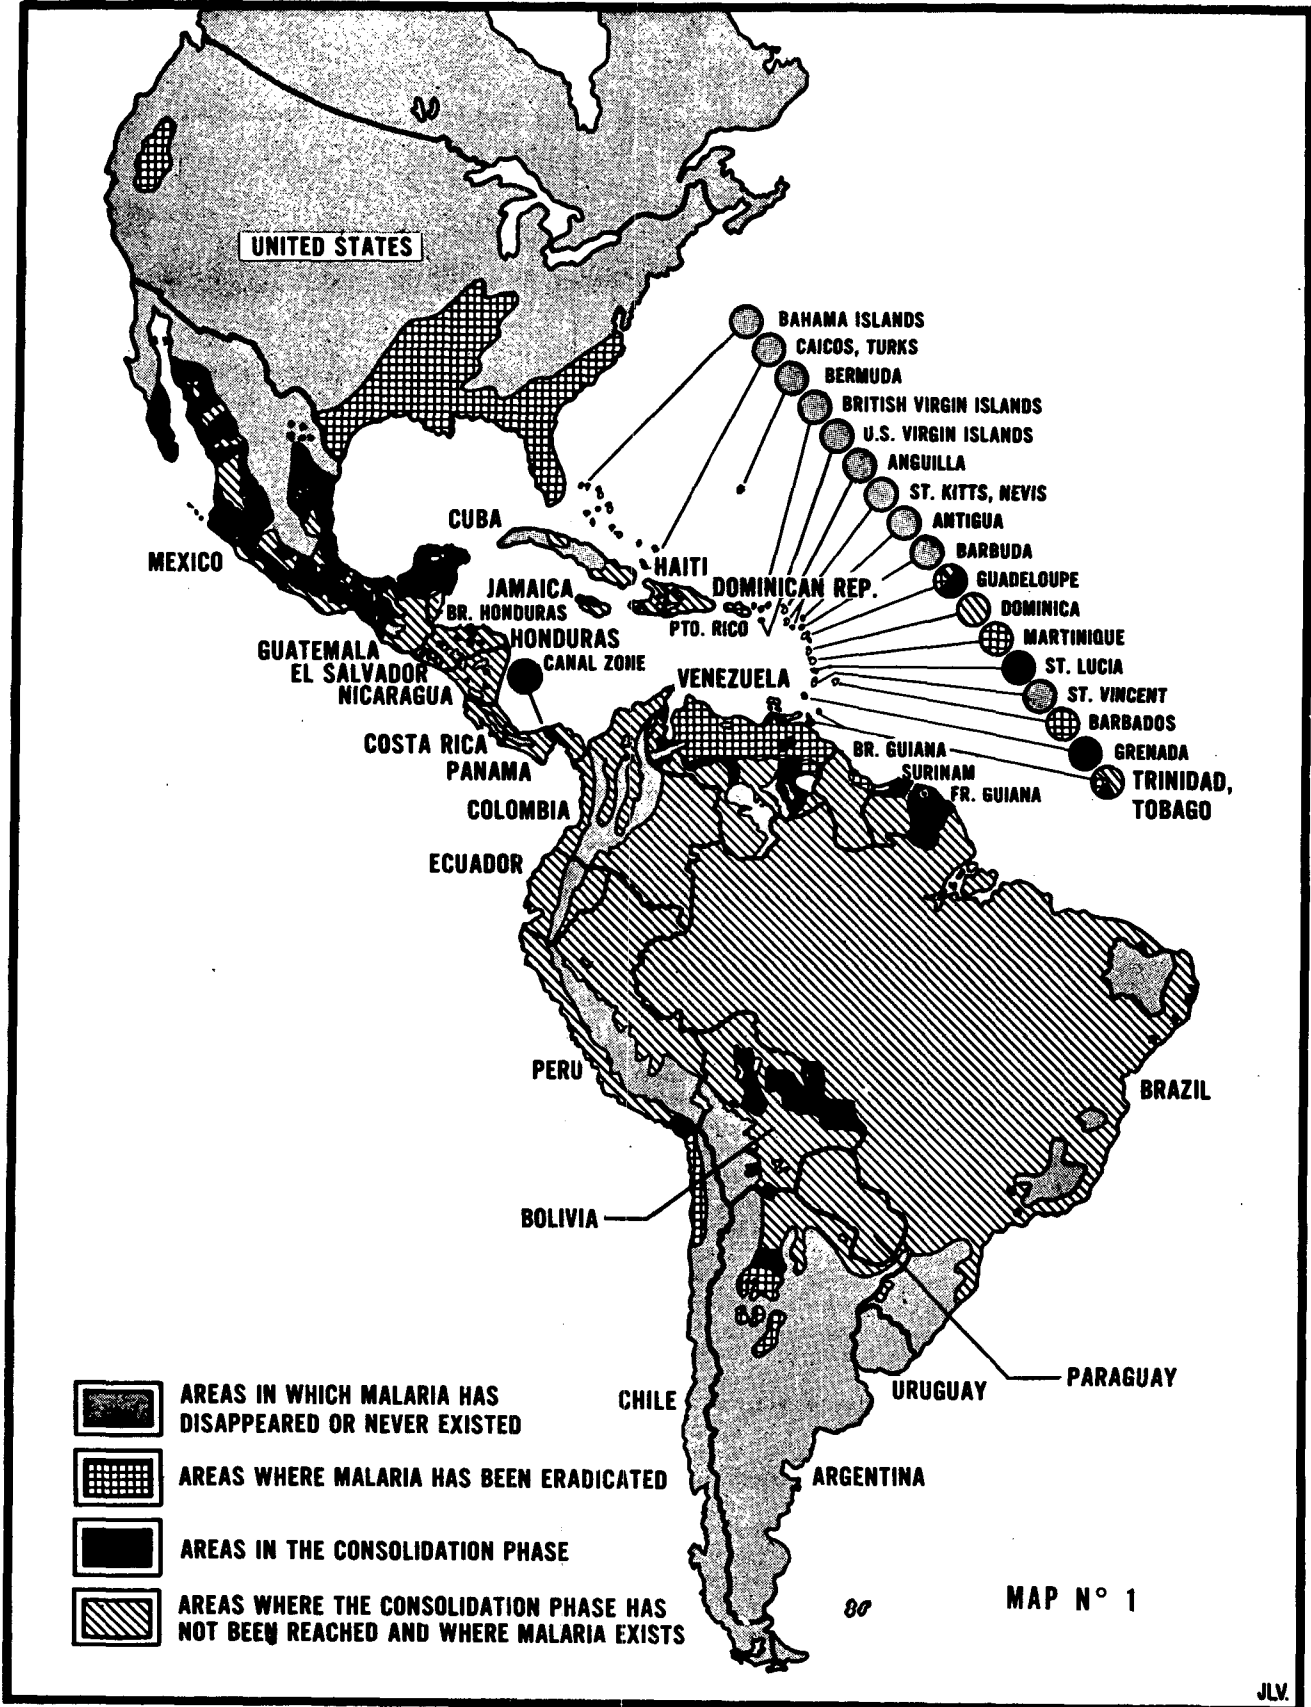 UNITED STATES
BAHAMA ISLANDS
CAICOS, TURKS
BERMUDA
BRITISH VIRGIN ISLANDS
U.S. VIRGIN ISLANDS
ANGUILLA
ST. KITTS, NEVIS
ANTIGUA
BARBUDA
GUADELOUPE
DOMINICA
MARTINIQUE
ST. LUCIA
ST. VINCENT
BARBADOS
GRENADA
TRINIDAD,
TOBAGO
CUBA
HAITI
MEXICO
JAMAICA
DOMINICAN REP.
BR. HONDURAS
PTO. RICO
HONDURAS
GUATEMALA
CANAL ZONE
EL SALVADOR
NICARAGUA
VENEZUELA
COSTA RICA
PANAMA
BR. GUIANA
SURINAM
FR. GUIANA
COLOMBIA
ECUADOR
PERU
BRAZIL
BOLIVIA
PARAGUAY
URUGUAY
CHILE
ARGENTINA
AREAS IN WHICH MALARIA HAS
DISAPPEARED OR NEVER EXISTED
AREAS WHERE MALARIA HAS BEEN ERADICATED
AREAS IN THE CONSOLIDATION PHASE
AREAS WHERE THE CONSOLIDATION PHASE HAS
NOT BEEN REACHED AND WHERE MALARIA EXISTS
MAP N° 1
JLV.